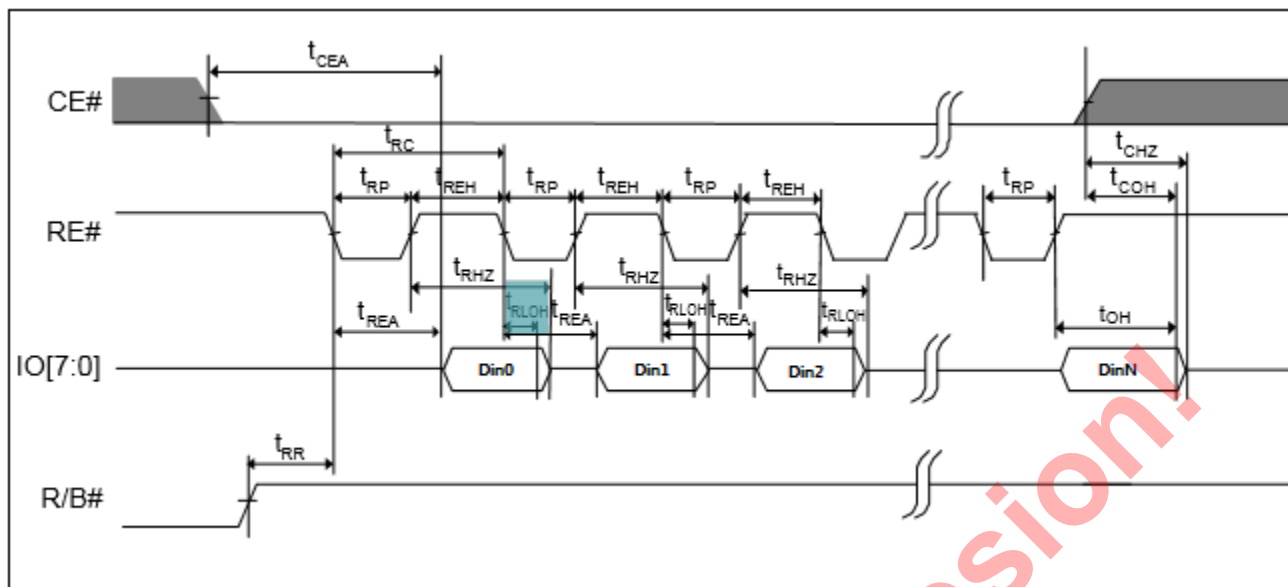 tCEA
CE#
tCHZ
tCOH
tRC
tRP tREH tRP tREH tRP tREH tRP
RE#
tRHZ tRHZ tRHZ
tRLOH tRLOH tRLOH
tREA tREA tREA tOH
IO[7:0] Din0 Din1 Din2 DinN
tRR
R/B#
sion!